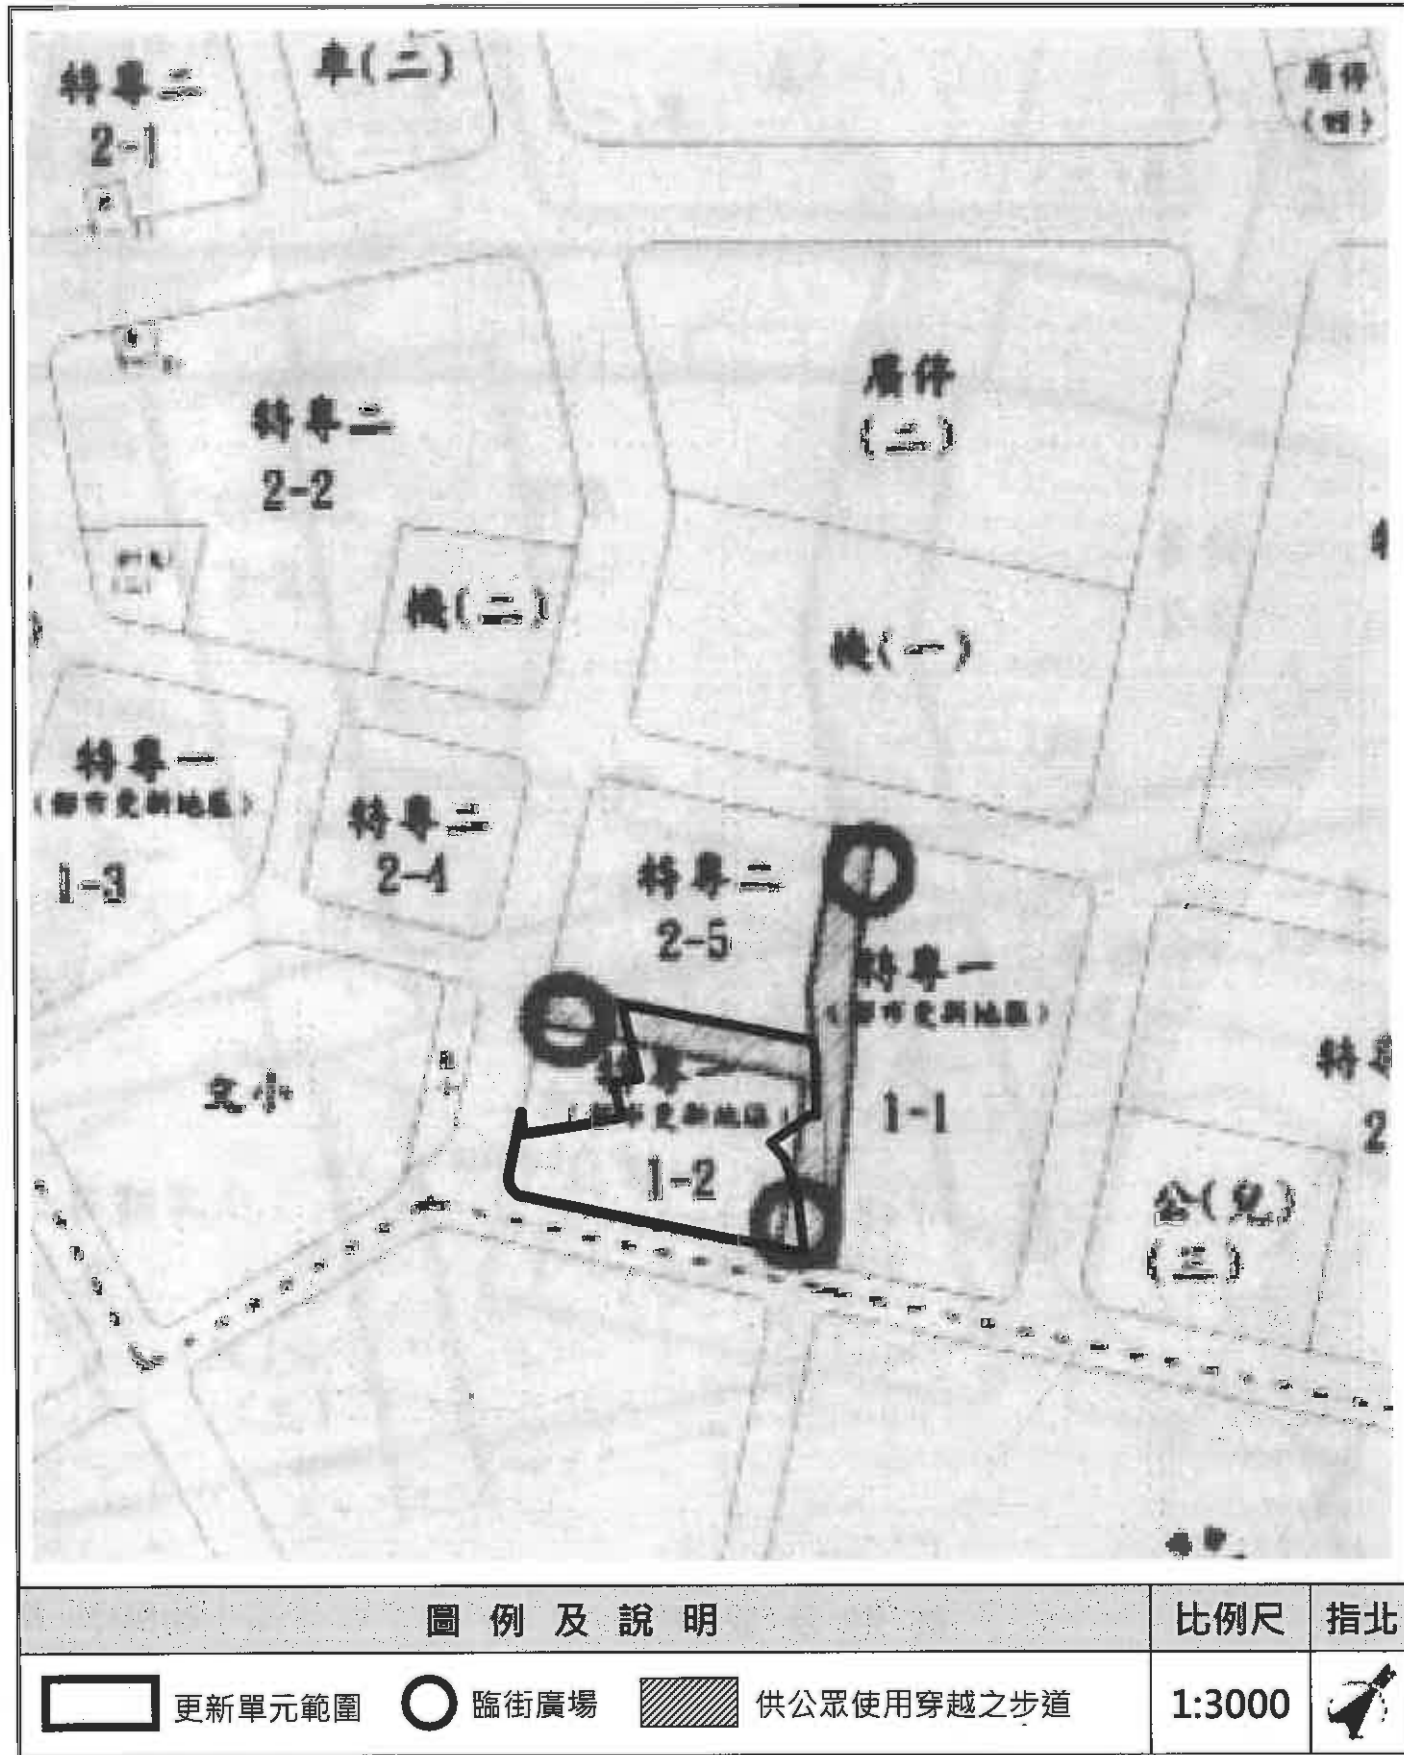 特專二
2-1
車(二)
層停
特專二
2-2
層停
(二)
機(二)
機(一)
特專一
(都市更新地區)
1-3
特專二
2-4
特專二
2-5
特專一
(都市更新地區)
1-1
文小
特專一
(都市更新地區)
1-2
公(兒)
(三)
圖例及說明
比例尺
指北
更新單元範圍
臨街廣場
供公眾使用穿越之步道
1:3000